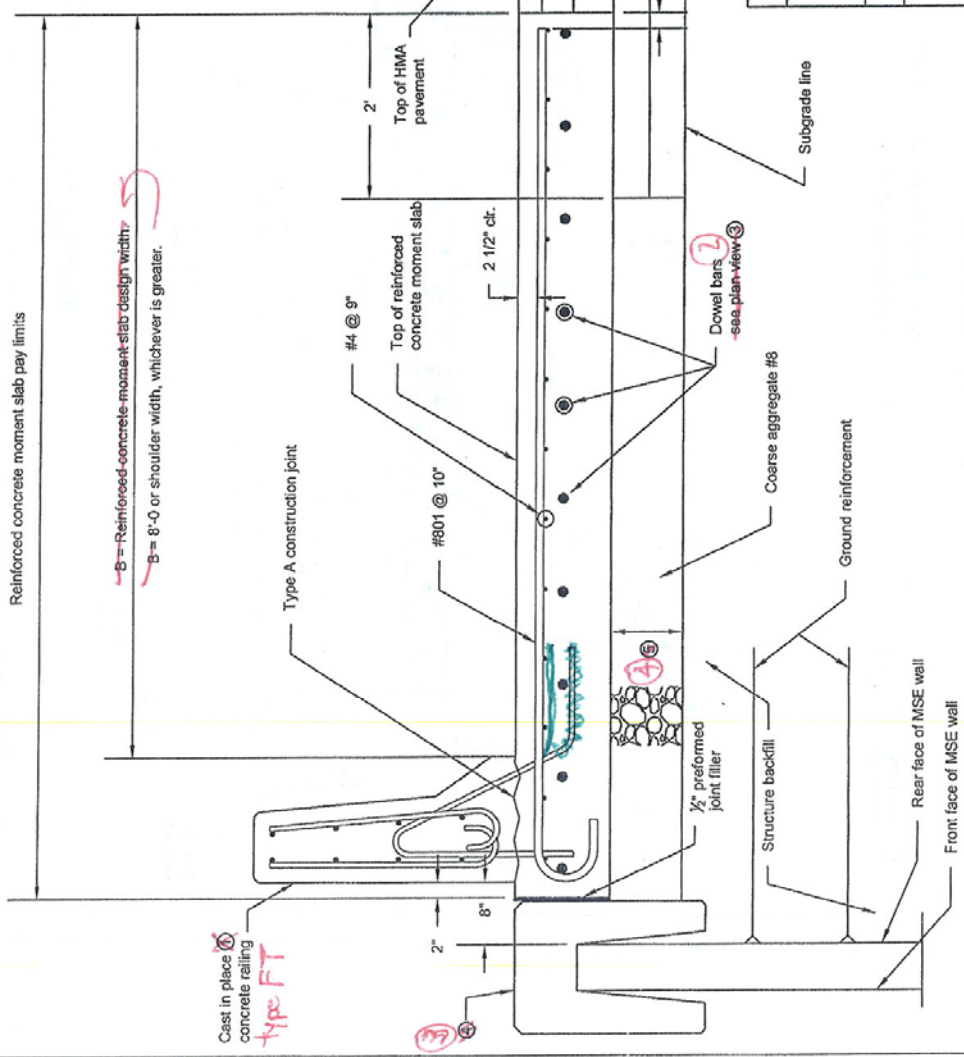 Reinforced concrete moment slab pay limits
B = Reinforced concrete moment slab design width.
B = 8'-0 or shoulder width, whichever is greater.
2'
Top of HMA
pavement
#4 @ 9"
Top of reinforced
concrete moment slab
2 1/2" clr.
Type A construction joint
#801 @ 10"
Subgrade line
Dowel bars 2
see plan view 3
Coarse aggregate #8
Ground reinforcement
4 5
Cast in place 1
concrete railing
type FT
2"
8"
1/2" preformed
joint filler
Structure backfill
Rear face of MSE wall
Front face of MSE wall
3